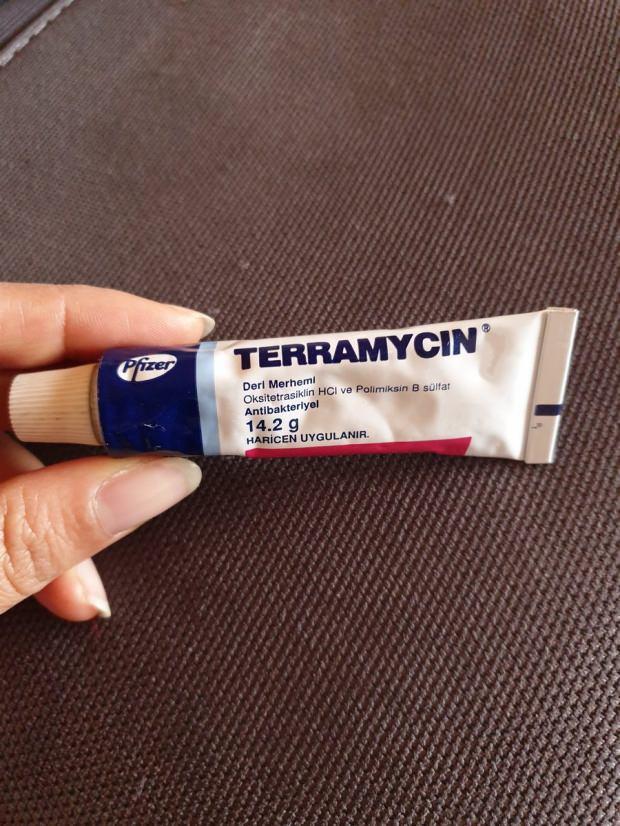 Pfizer
TERRAMYCIN®
Deri Merhemi
Oksitetrasiklin HCl ve Polimiksin B sülfat
Antibakteriyel
14.2 g
HARİCEN UYGULANIR.